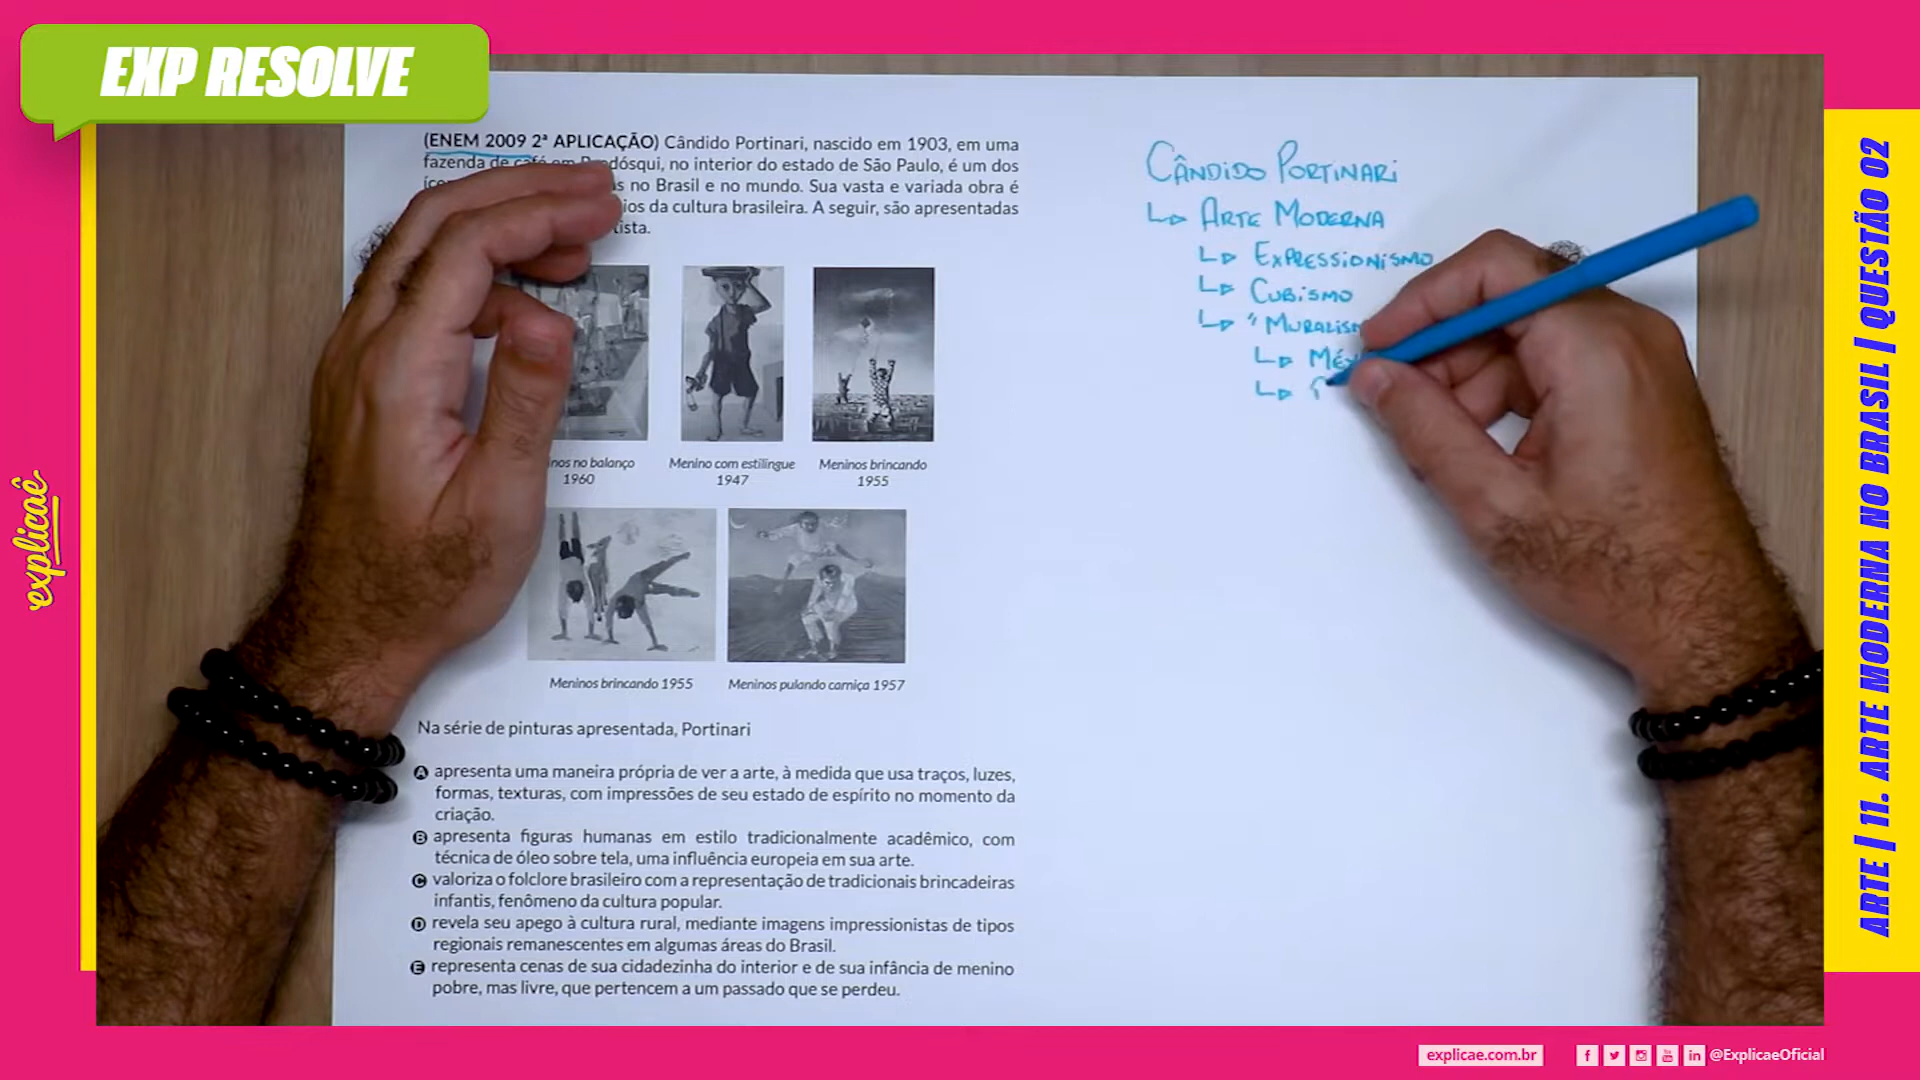 EXP RESOLVE
(ENEM 2009 2ª APLICAÇÃO) Cândido Portinari, nascido em 1903, em uma
fazenda de café em Brodósqui, no interior do estado de São Paulo, é um dos
no Brasil e no mundo. Sua vasta e variada obra é
da cultura brasileira. A seguir, são apresentadas
no balanço
1960
Menino com estilingue
1947
Meninos brincando
1955
Meninos brincando 1955
Meninos pulando carniça 1957
Na série de pinturas apresentada, Portinari
A apresenta uma maneira própria de ver a arte, à medida que usa traços, luzes,
formas, texturas, com impressões de seu estado de espírito no momento da
criação.
B apresenta figuras humanas em estilo tradicionalmente acadêmico, com
técnica de óleo sobre tela, uma influência europeia em sua arte.
C valoriza o folclore brasileiro com a representação de tradicionais brincadeiras
infantis, fenômeno da cultura popular.
D revela seu apego à cultura rural, mediante imagens impressionistas de tipos
regionais remanescentes em algumas áreas do Brasil.
E representa cenas de sua cidadezinha do interior e de sua infância de menino
pobre, mas livre, que pertencem a um passado que se perdeu.
CÂNDIDO PORTINARI
ARTE MODERNA
EXPRESSIONISMO
CUBISMO
explicaê
ARTE | 11. ARTE MODERNA NO BRASIL | QUESTÃO 02
explicae.com.br
@ExplicaeOficial